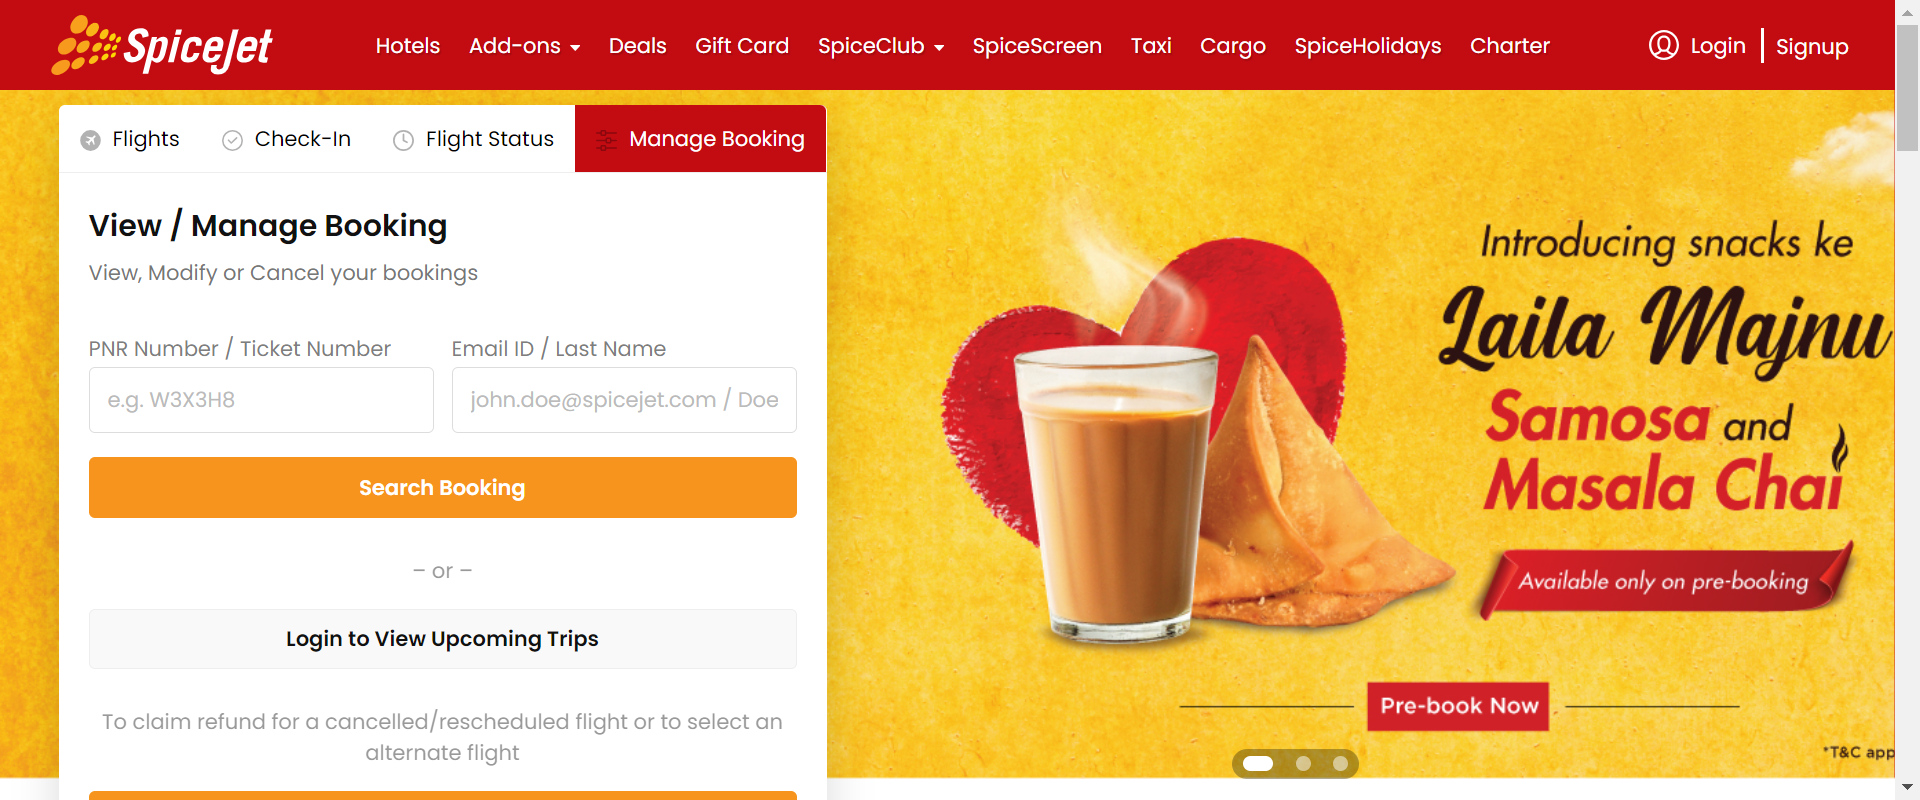 SpiceJet
Hotels Add-ons Deals Gift Card SpiceClub SpiceScreen Taxi Cargo SpiceHolidays Charter Login Signup
Flights Check-In Flight Status Manage Booking
View / Manage Booking
View, Modify or Cancel your bookings
PNR Number / Ticket Number Email ID / Last Name
e.g. W3X3H8 john.doe@spicejet.com / Doe
Search Booking
– or –
Login to View Upcoming Trips
To claim refund for a cancelled/rescheduled flight or to select an
alternate flight
Introducing snacks ke
Laila Majnu
Samosa and
Masala Chai
Available only on pre-booking
Pre-book Now
*T&C app